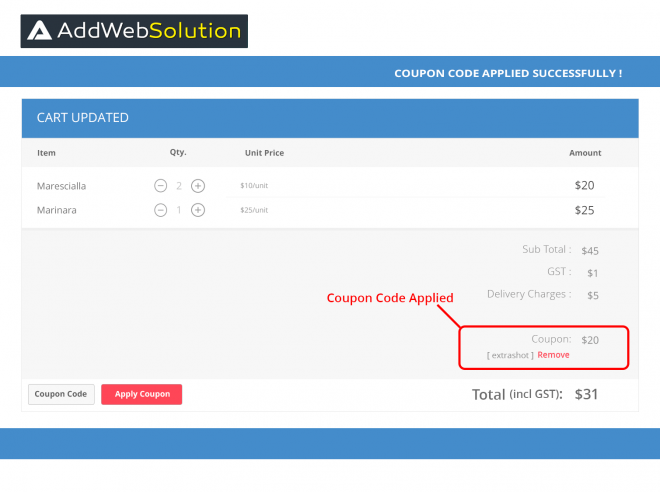 AddWebSolution
COUPON CODE APPLIED SUCCESSFULLY !
CART UPDATED
Item Qty. Unit Price Amount
Marescialla 2 $10/unit $20
Marinara 1 $25/unit $25
Sub Total : $45
GST : $1
Delivery Charges : $5
Coupon Code Applied
Coupon: $20
[ extrashot ] Remove
Coupon Code Apply Coupon Total (incl GST): $31